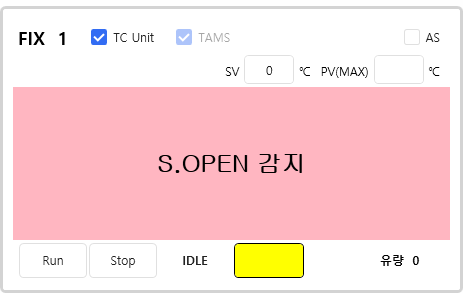 FIX 1 TC Unit TAMS AS
SV 0 ℃ PV(MAX) ℃
S.OPEN 감지
Run Stop IDLE 유량 0